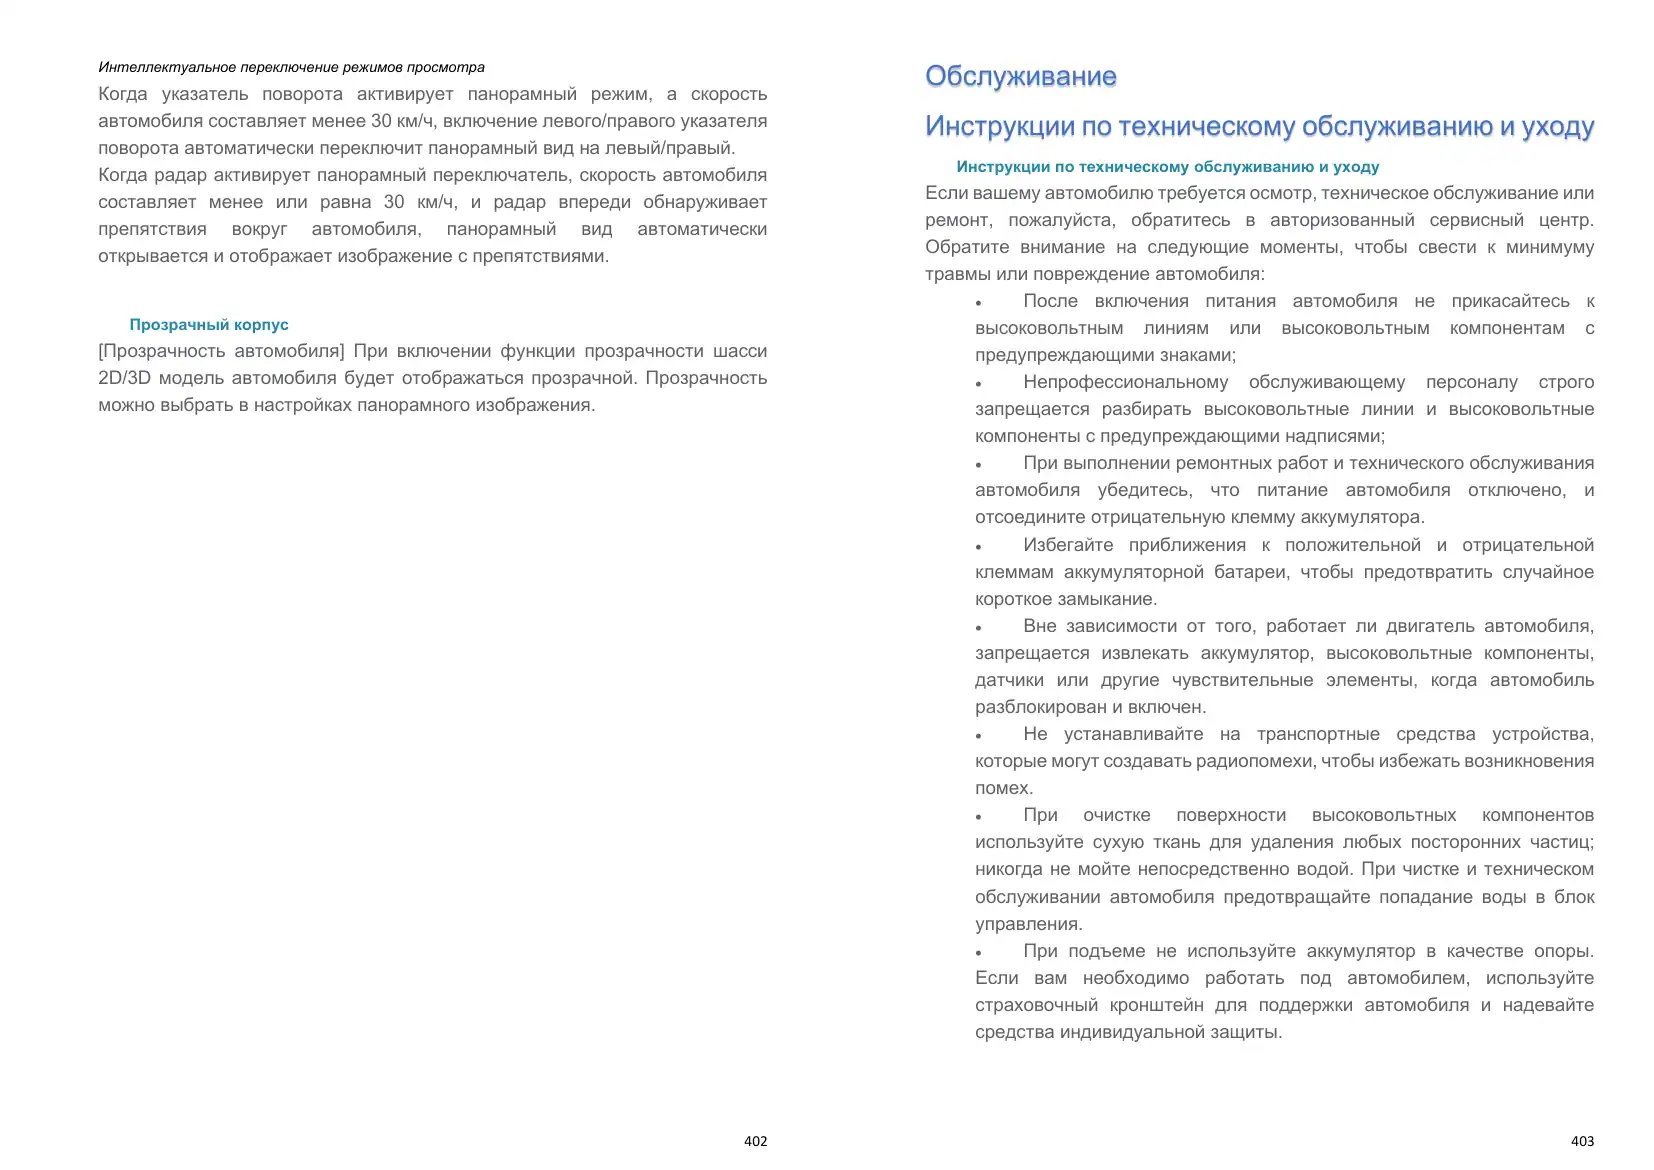 Интеллектуальное переключение режимов просмотра
Когда указатель поворота активирует панорамный режим, а скорость
автомобиля составляет менее 30 км/ч, включение левого/правого указателя
поворота автоматически переключит панорамный вид на левый/правый.
Когда радар активирует панорамный переключатель, скорость автомобиля
составляет менее или равна 30 км/ч, и радар впереди обнаруживает
препятствия вокруг автомобиля, панорамный вид автоматически
открывается и отображает изображение с препятствиями.
Прозрачный корпус
[Прозрачность автомобиля] При включении функции прозрачности шасси
2D/3D модель автомобиля будет отображаться прозрачной. Прозрачность
можно выбрать в настройках панорамного изображения.
402
Обслуживание
Инструкции по техническому обслуживанию и уходу
Инструкции по техническому обслуживанию и уходу
Если вашему автомобилю требуется осмотр, техническое обслуживание или
ремонт, пожалуйста, обратитесь в авторизованный сервисный центр.
Обратите внимание на следующие моменты, чтобы свести к минимуму
травмы или повреждение автомобиля:
• После включения питания автомобиля не прикасайтесь к
высоковольтным линиям или высоковольтным компонентам с
предупреждающими знаками;
• Непрофессиональному обслуживающему персоналу строго
запрещается разбирать высоковольтные линии и высоковольтные
компоненты с предупреждающими надписями;
• При выполнении ремонтных работ и технического обслуживания
автомобиля убедитесь, что питание автомобиля отключено, и
отсоедините отрицательную клемму аккумулятора.
• Избегайте приближения к положительной и отрицательной
клеммам аккумуляторной батареи, чтобы предотвратить случайное
короткое замыкание.
• Вне зависимости от того, работает ли двигатель автомобиля,
запрещается извлекать аккумулятор, высоковольтные компоненты,
датчики или другие чувствительные элементы, когда автомобиль
разблокирован и включен.
• Не устанавливайте на транспортные средства устройства,
которые могут создавать радиопомехи, чтобы избежать возникновения
помех.
• При очистке поверхности высоковольтных компонентов
используйте сухую ткань для удаления любых посторонних частиц;
никогда не мойте непосредственно водой. При чистке и техническом
обслуживании автомобиля предотвращайте попадание воды в блок
управления.
• При подъеме не используйте аккумулятор в качестве опоры.
Если вам необходимо работать под автомобилем, используйте
страховочный кронштейн для поддержки автомобиля и надевайте
средства индивидуальной защиты.
403